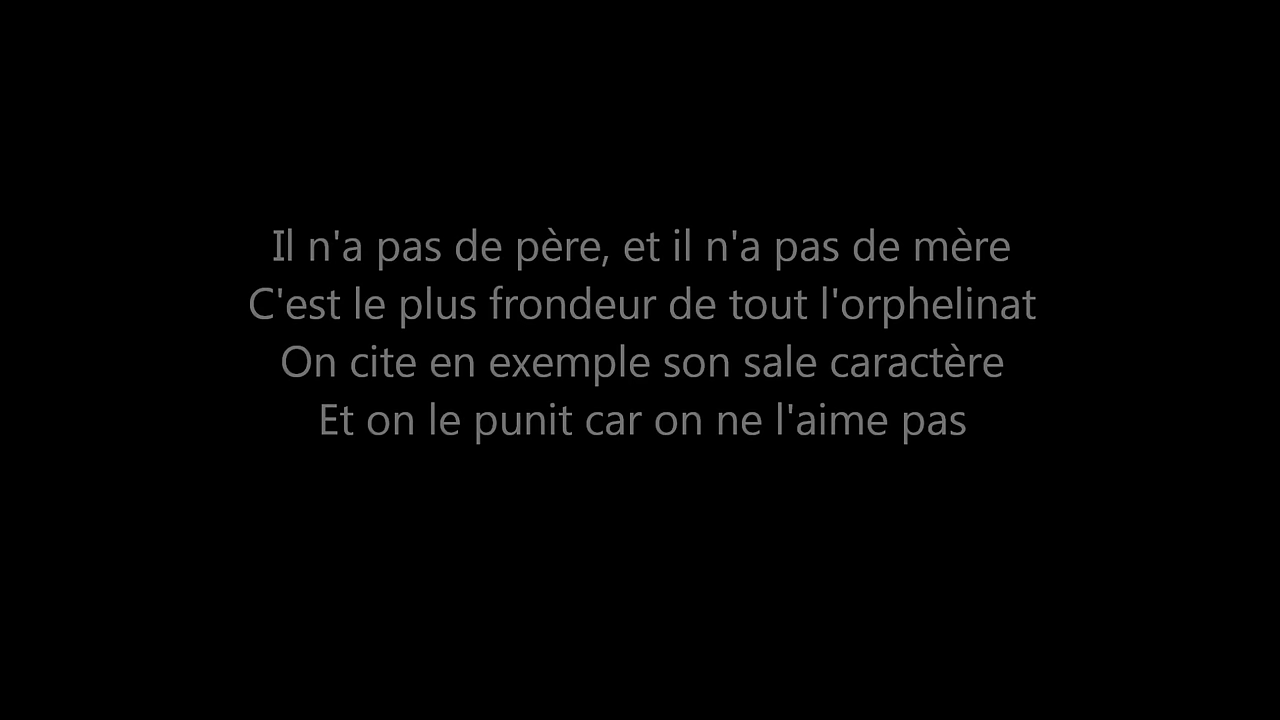 Il n'a pas de père, et il n'a pas de mère
C'est le plus frondeur de tout l'orphelinat
On cite en exemple son sale caractère
Et on le punit car on ne l'aime pas